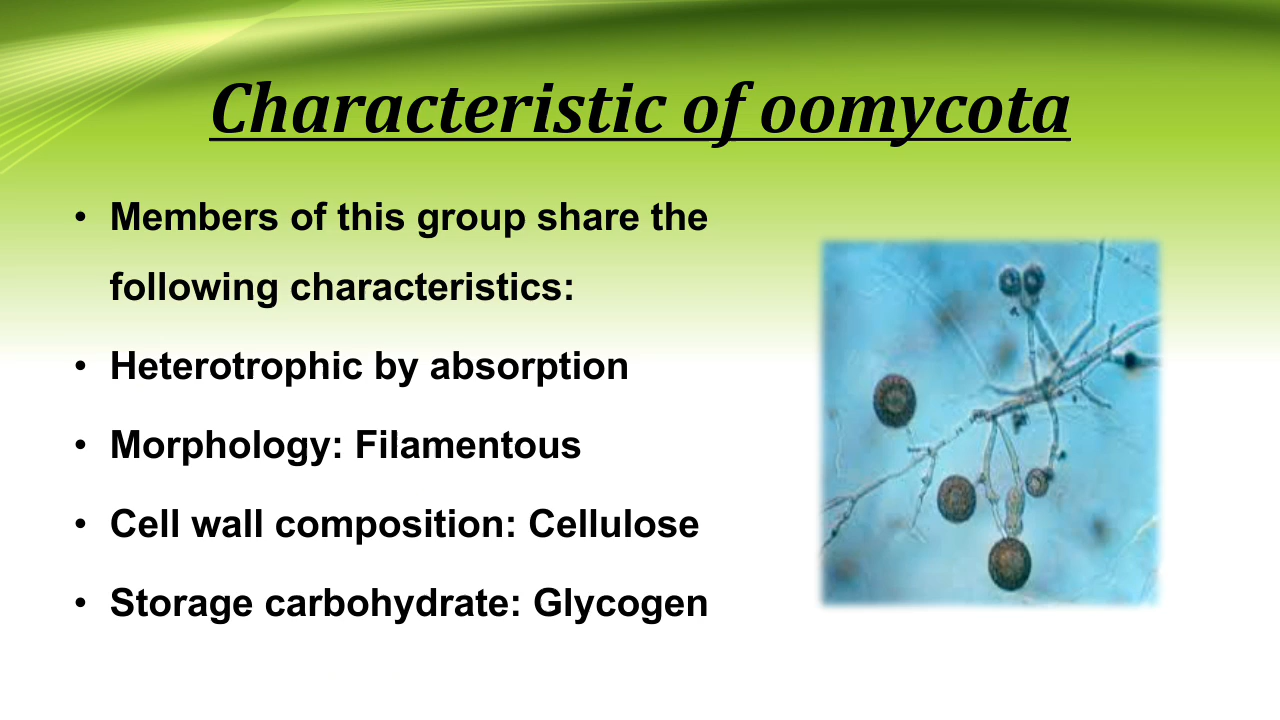 Characteristic of oomycota
• Members of this group share the
following characteristics:
• Heterotrophic by absorption
• Morphology: Filamentous
• Cell wall composition: Cellulose
• Storage carbohydrate: Glycogen